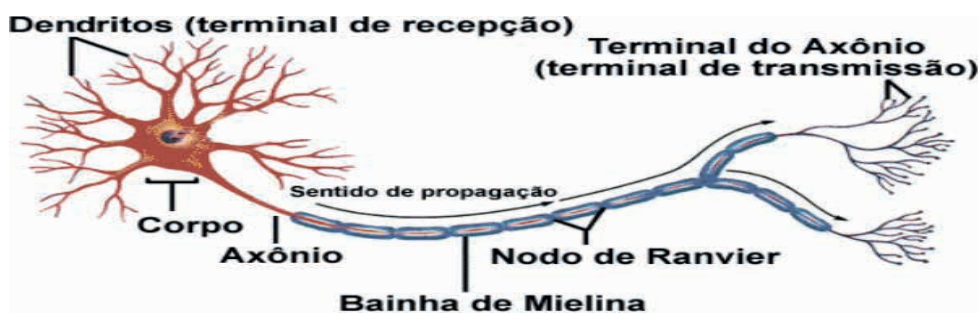 Dendritos (terminal de recepção)
Terminal do Axônio
(terminal de transmissão)
Sentido de propagação
Corpo
Axônio
Nodo de Ranvier
Bainha de Mielina